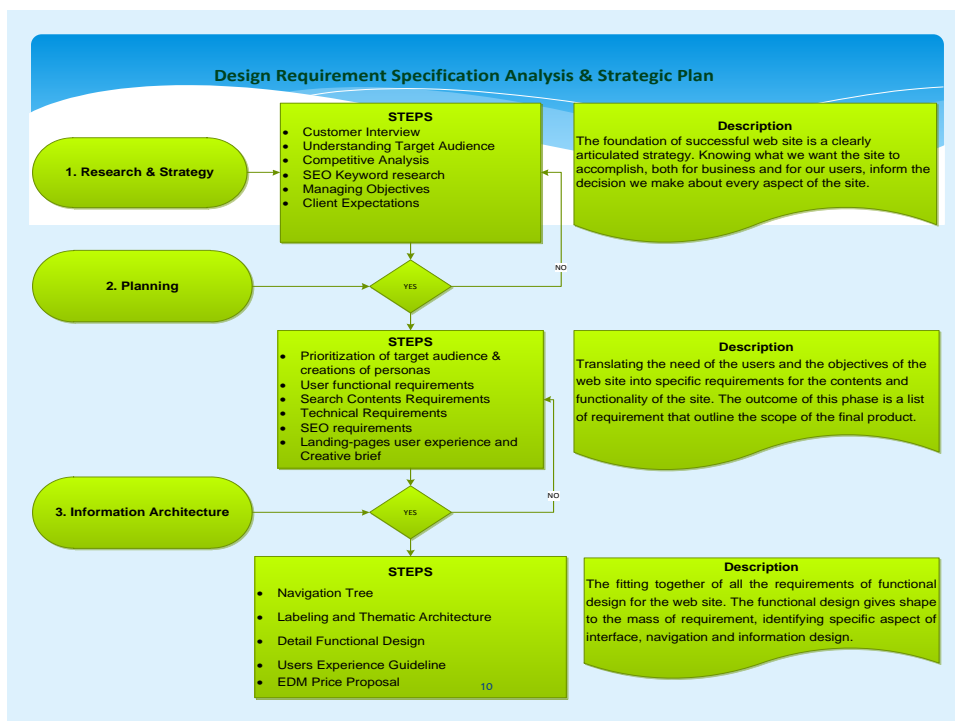 Design Requirement Specification Analysis & Strategic Plan
1. Research & Strategy
STEPS
• Customer Interview
• Understanding Target Audience
• Competitive Analysis
• SEO Keyword research
• Managing Objectives
• Client Expectations
Description
The foundation of successful web site is a clearly
articulated strategy. Knowing what we want the site to
accomplish, both for business and for our users, inform the
decision we make about every aspect of the site.
NO
2. Planning
YES
STEPS
• Prioritization of target audience &
creations of personas
• User functional requirements
• Search Contents Requirements
• Technical Requirements
• SEO requirements
• Landing-pages user experience and
Creative brief
Description
Translating the need of the users and the objectives of the
web site into specific requirements for the contents and
functionality of the site. The outcome of this phase is a list
of requirement that outline the scope of the final product.
NO
3. Information Architecture
YES
STEPS
• Navigation Tree
• Labeling and Thematic Architecture
• Detail Functional Design
• Users Experience Guideline
• EDM Price Proposal
10
Description
The fitting together of all the requirements of functional
design for the web site. The functional design gives shape
to the mass of requirement, identifying specific aspect of
interface, navigation and information design.